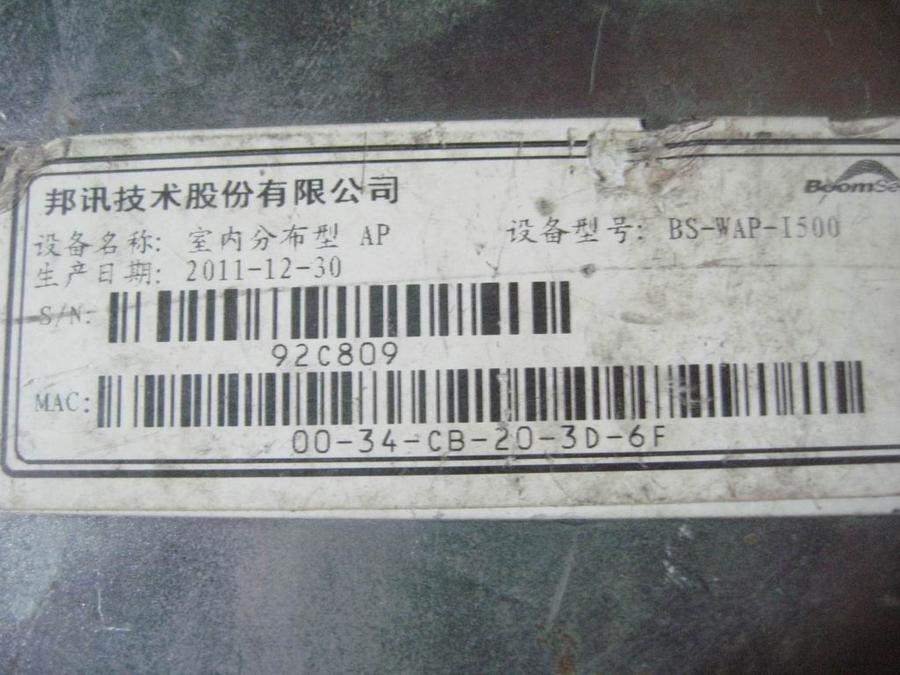 邦讯技术股份有限公司
BoomSe
设备名称: 室内分布型 AP 设备型号: BS-WAP-I500
生产日期: 2011-12-30
S/N:
92C809
MAC:
00-34-CB-20-3D-6F